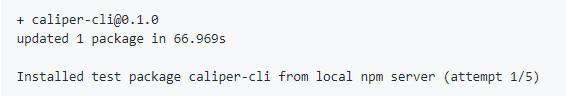 + caliper-cli@0.1.0
updated 1 package in 66.969s
Installed test package caliper-cli from local npm server (attempt 1/5)